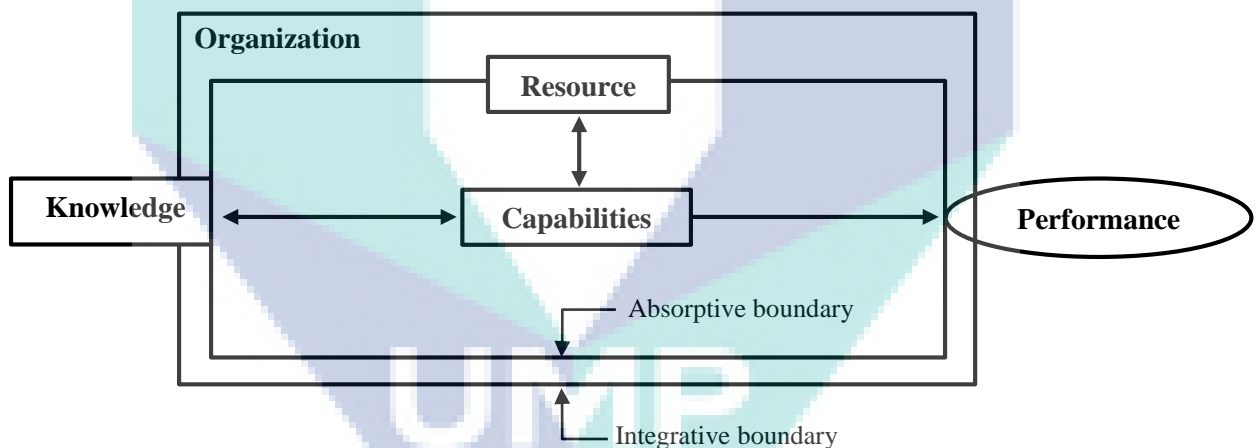 Organization
Resource
Knowledge
Capabilities
Performance
Absorptive boundary
UMP
Integrative boundary